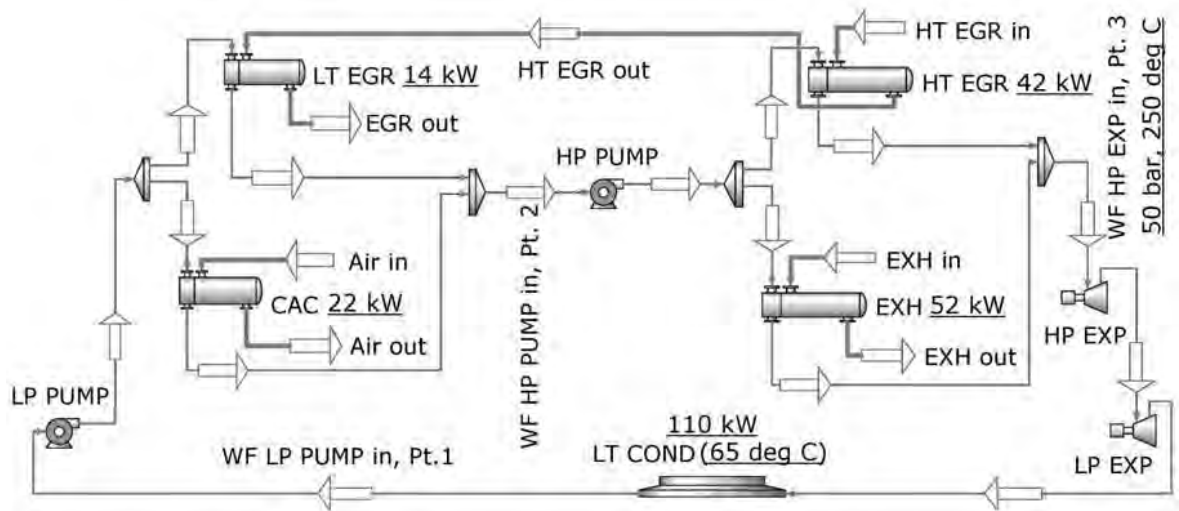 HT EGR in
HT EGR out
LT EGR 14 kW
HT EGR 42 kW
EGR out
HP PUMP
WF HP EXP in, Pt. 3
50 bar, 250 deg C
Air in
EXH in
CAC 22 kW
EXH 52 kW
Air out
EXH out
HP EXP
WF HP PUMP in, Pt. 2
LP PUMP
110 kW
LT COND (65 deg C)
WF LP PUMP in, Pt.1
LP EXP